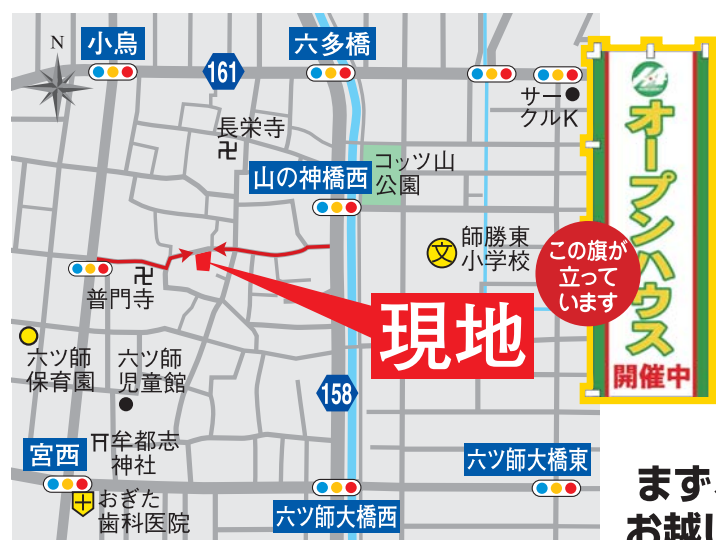 N
小鳥
161
六多橋
サー
クルK
長栄寺
山の神橋西
コッツ山
公園
師勝東
小学校
文
普門寺
現地
オープンハウス
開催中
この旗が
立って
います
六ツ師
保育園
六ツ師
児童館
158
牟都志
神社
宮西
おぎた
歯科医院
六ツ師大橋西
六ツ師大橋東
まず
お越し